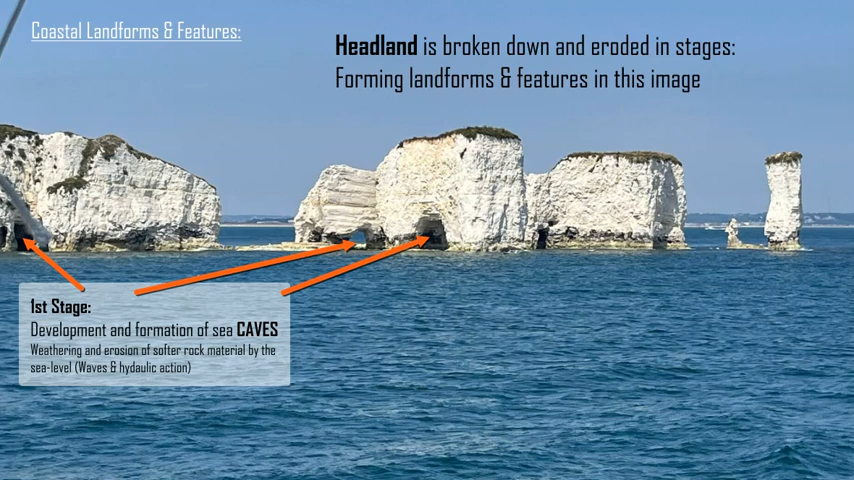 Coastal Landforms & Features:
Headland is broken down and eroded in stages:
Forming landforms & features in this image
1st Stage:
Development and formation of sea CAVES
Weathering and erosion of softer rock material by the
sea-level (Waves & hydaulic action)